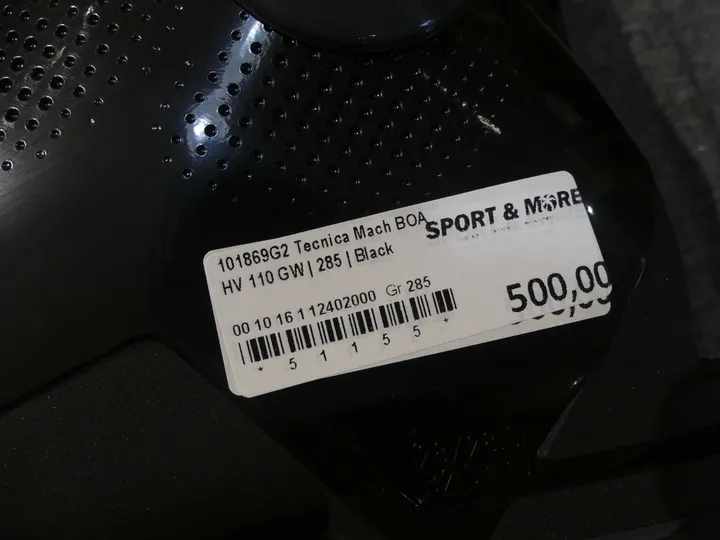 101869G2 Tecnica Mach BOA
HV 110 GW | 285 | Black
SPORT & MORE
00 10 16 1 12402000 Gr 285
500,00
* 5 1 1 5 5 *